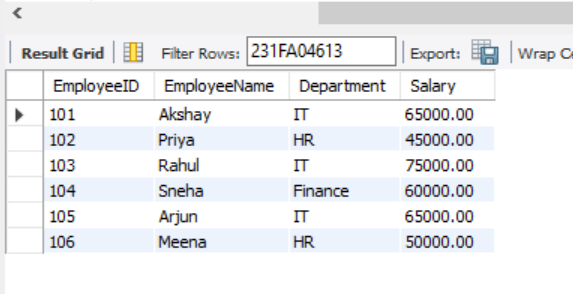 Result Grid Filter Rows: 231FA04613 Export: Wrap Ce
EmployeeID EmployeeName Department Salary
101 Akshay IT 65000.00
102 Priya HR 45000.00
103 Rahul IT 75000.00
104 Sneha Finance 60000.00
105 Arjun IT 65000.00
106 Meena HR 50000.00